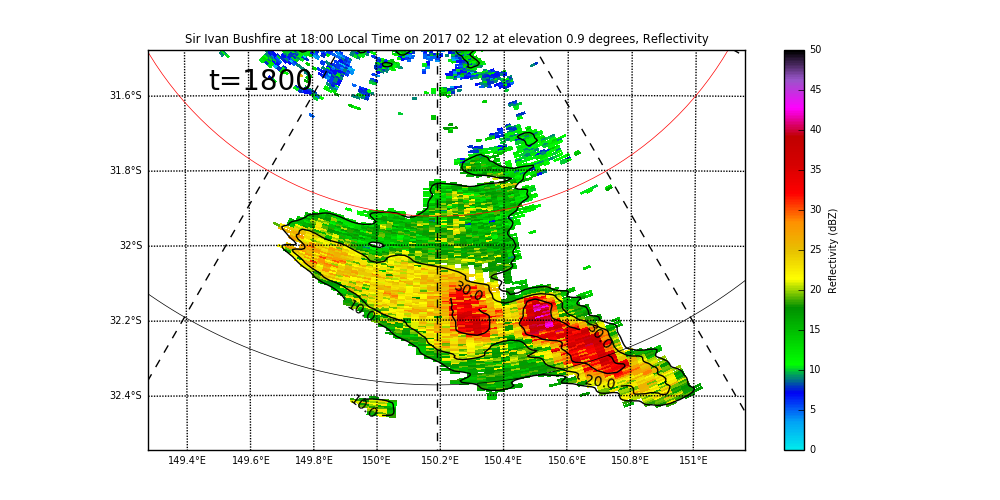 Sir Ivan Bushfire at 18:00 Local Time on 2017 02 12 at elevation 0.9 degrees, Reflectivity
t=1800
31.6°S
31.8°S
32°S
32.2°S
32.4°S
149.4°E 149.6°E 149.8°E 150°E 150.2°E 150.4°E 150.6°E 150.8°E 151°E
30.0
10.0
20.0
10.0
50
45
40
35
30
25
20
15
10
5
0
Reflectivity (dBZ)